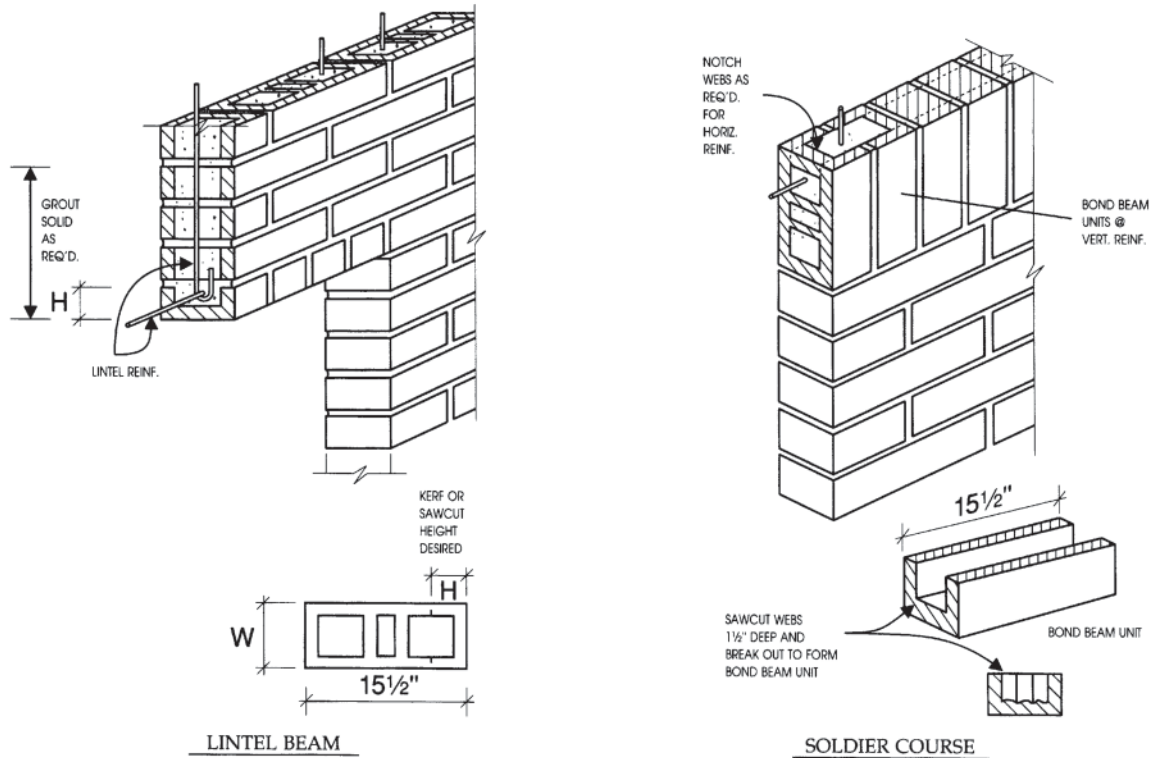 GROUT
SOLID
AS
REQ'D.
H
LINTEL REINF.
KERF OR
SAWCUT
HEIGHT
DESIRED
H
W
15½"
LINTEL BEAM
NOTCH
WEBS AS
REQ'D.
FOR
HORIZ.
REINF.
BOND BEAM
UNITS @
VERT. REINF.
15½"
SAWCUT WEBS
1½" DEEP AND
BREAK OUT TO FORM
BOND BEAM UNIT
BOND BEAM UNIT
SOLDIER COURSE